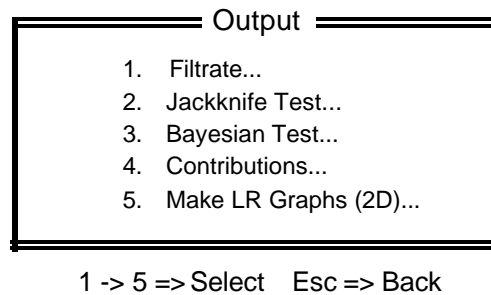 Output
1. Filtrate...
2. Jackknife Test...
3. Bayesian Test...
4. Contributions...
5. Make LR Graphs (2D)...
1 -> 5 => Select Esc => Back